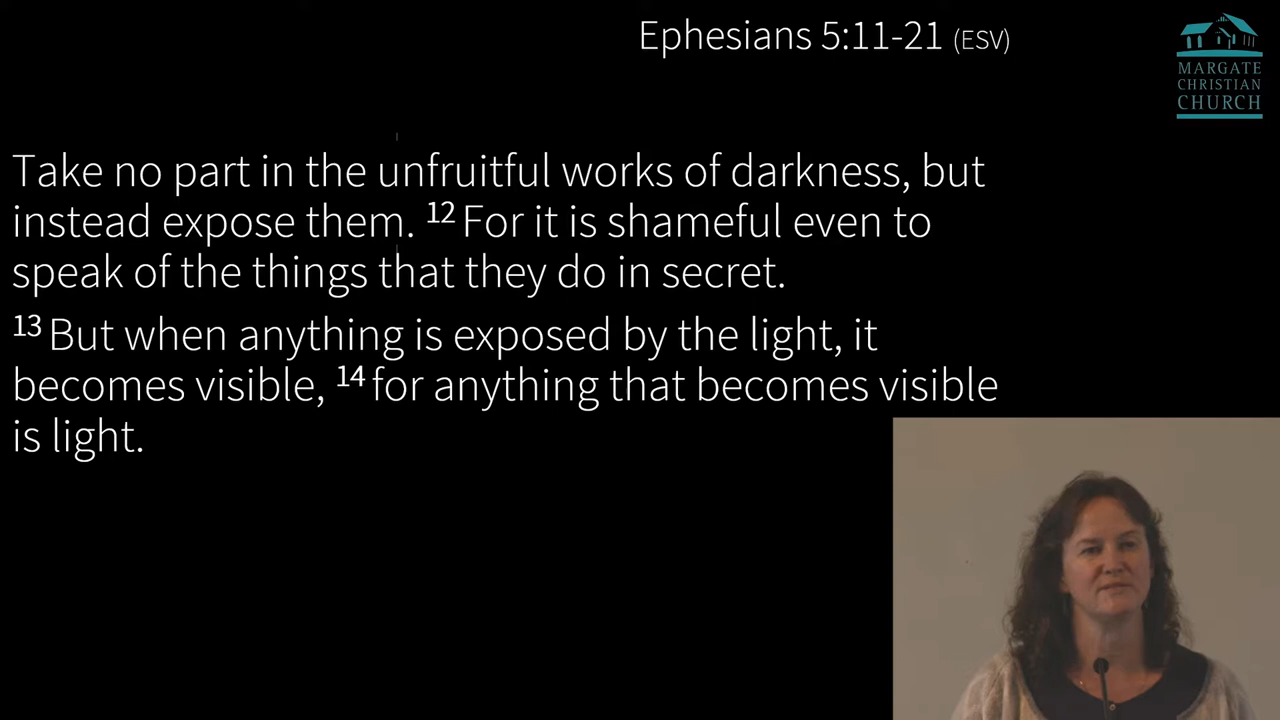 Ephesians 5:11-21 (ESV)
MARGATE
CHRISTIAN
CHURCH
Take no part in the unfruitful works of darkness, but
instead expose them. 12 For it is shameful even to
speak of the things that they do in secret.
13 But when anything is exposed by the light, it
becomes visible, 14 for anything that becomes visible
is light.